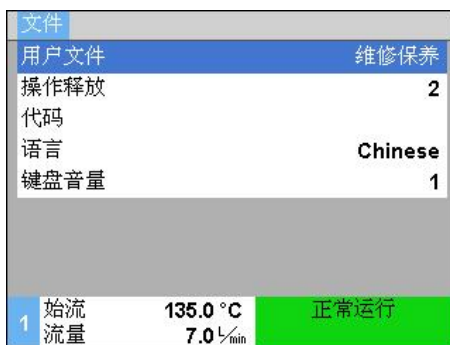 文件
用户文件 维修保养
操作释放 2
代码
语言 Chinese
键盘音量 1
1 始流 135.0 °C 正常运行
流量 7.0 L/min